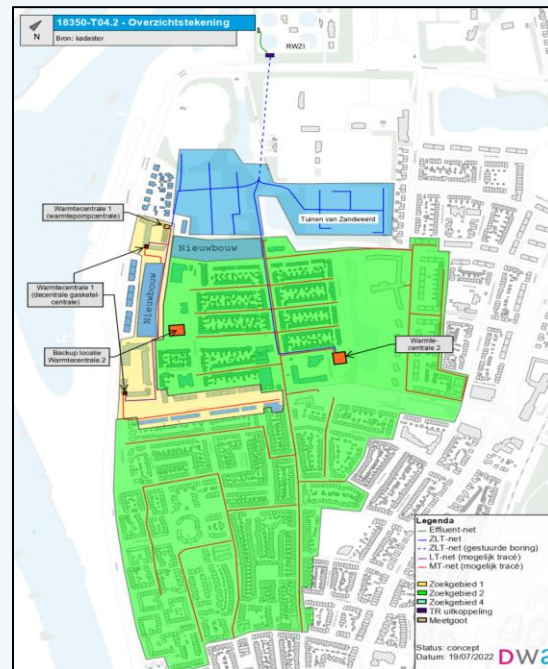 18350-T04.2 - Overzichtstekening
N
Bron: kadaster
RWZI
Warmtecentrale 1
(warmtepompcentrale)
Tuinen van Zandweerd
Nieuwbouw
Warmtecentrale 1
(decentrale gasketel-
centrale)
Nieuwbouw
Backup locatie
Warmtecentrale 2
Warmte-
centrale 2
Legenda
Effluent-net
ZLT-net
ZLT-net (gestuurde boring)
LT-net (mogelijk tracé)
MT-net (mogelijk tracé)
Zoekgebied 1
Zoekgebied 2
Zoekgebied 4
TR uitkoppeling
Meetgoot
Status: concept
Datum: 19/07/2022
DWA